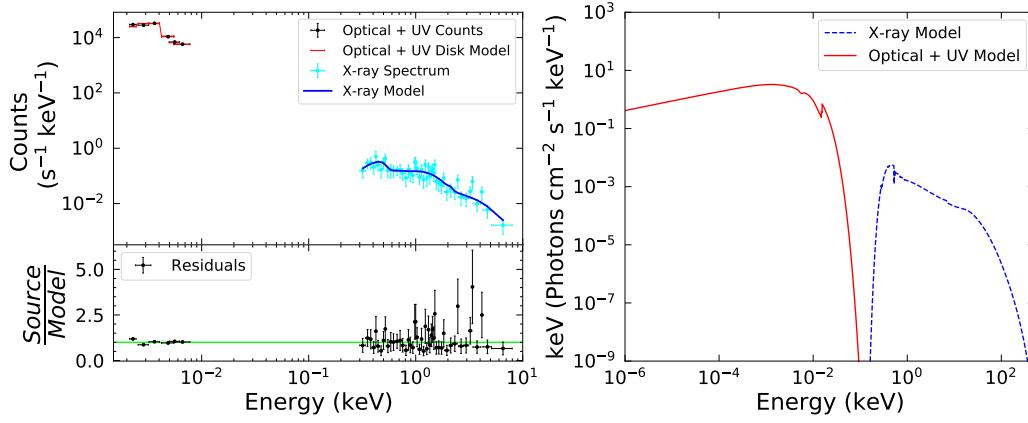 Counts
(s⁻¹ keV⁻¹)
10⁴
10²
10⁰
10⁻²
Optical + UV Counts
Optical + UV Disk Model
X-ray Spectrum
X-ray Model
Source
Model
5.0
2.5
0.0
Residuals
10⁻²
10⁻¹
10⁰
10¹
Energy (keV)
keV (Photons cm⁻² s⁻¹ keV⁻¹)
10³
10¹
10⁻¹
10⁻³
10⁻⁵
10⁻⁷
10⁻⁹
X-ray Model
Optical + UV Model
10⁻⁶
10⁻⁴
10⁻²
10⁰
10²
Energy (keV)